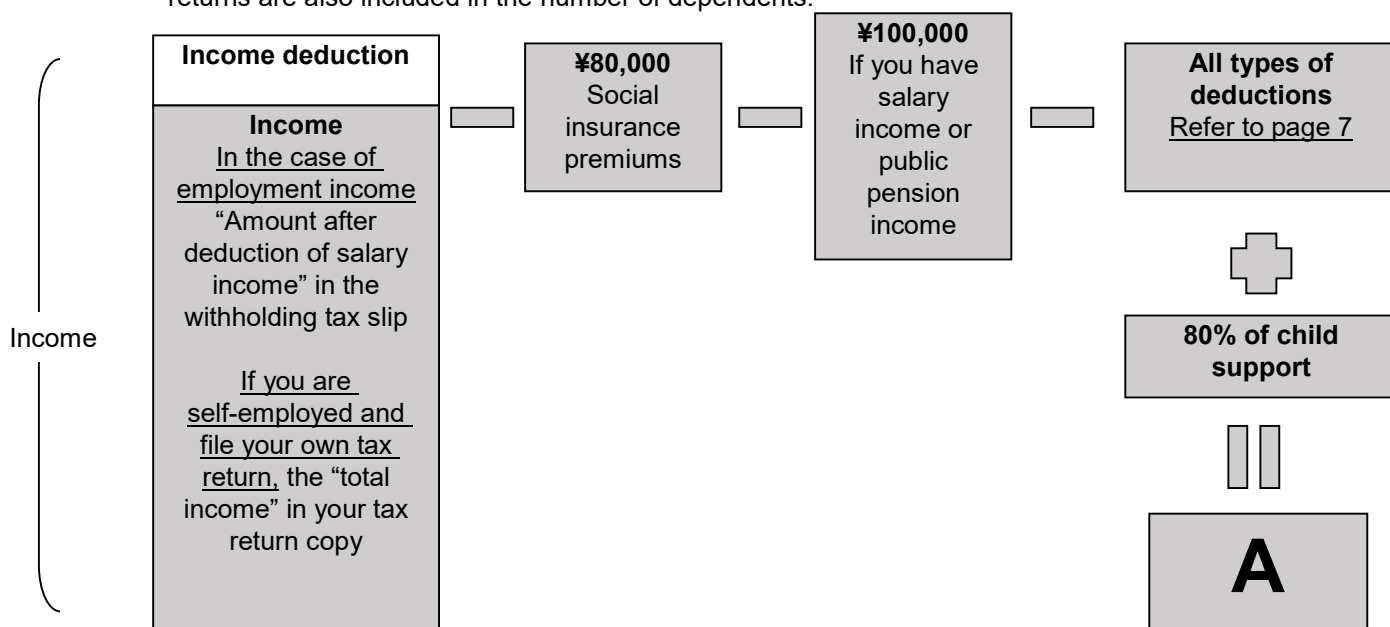 returns are also included in the number of dependents.
Income
Income deduction
Income
In the case of
employment income
“Amount after
deduction of salary
income” in the
withholding tax slip
If you are
self-employed and
file your own tax
return, the “total
income” in your tax
return copy
¥80,000
Social
insurance
premiums
¥100,000
If you have
salary
income or
public
pension
income
All types of
deductions
Refer to page 7
80% of child
support
A